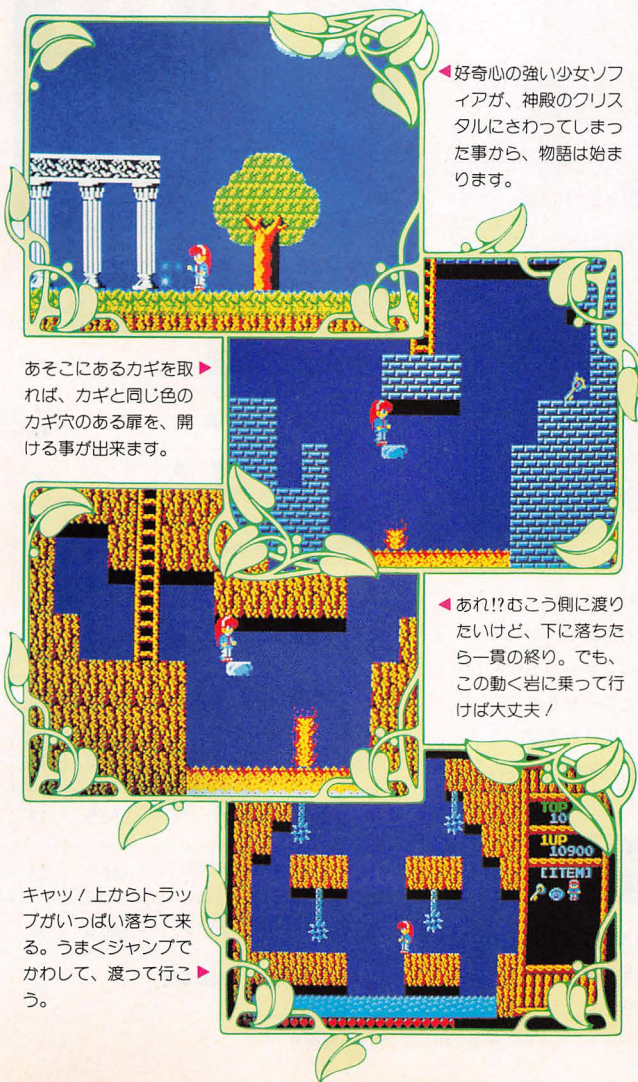 ◀好奇心の強い少女ソフ
ィアが、神殿のクリス
タルにさわってしまっ
た事から、物語は始ま
ります。
あそこにあるカギを取▶
れば、カギと同じ色の
カギ穴のある扉を、開
ける事が出来ます。
◀あれ!?むこう側に渡り
たいけど、下に落ちた
ら一貫の終り。でも、
この動く岩に乗って行
けば大丈夫!
キャッ!上からトラッ
プがいっぱい落ちて来
る。うまくジャンプで
かわして、渡って行こ▶
う。
TOP
10
1UP
10900
[ITEM]